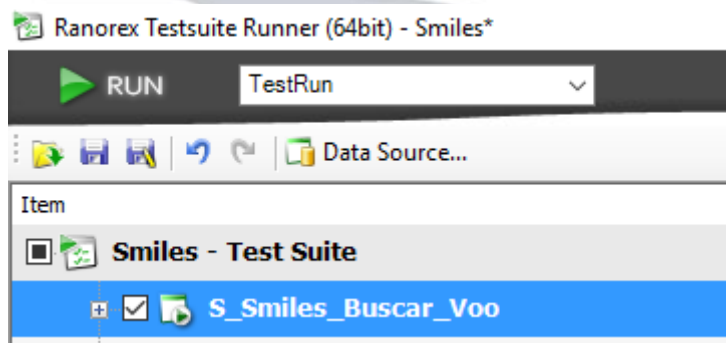 Ranorex Testsuite Runner (64bit) - Smiles*
RUN TestRun
Data Source...
Item
Smiles - Test Suite
S_Smiles_Buscar_Voo